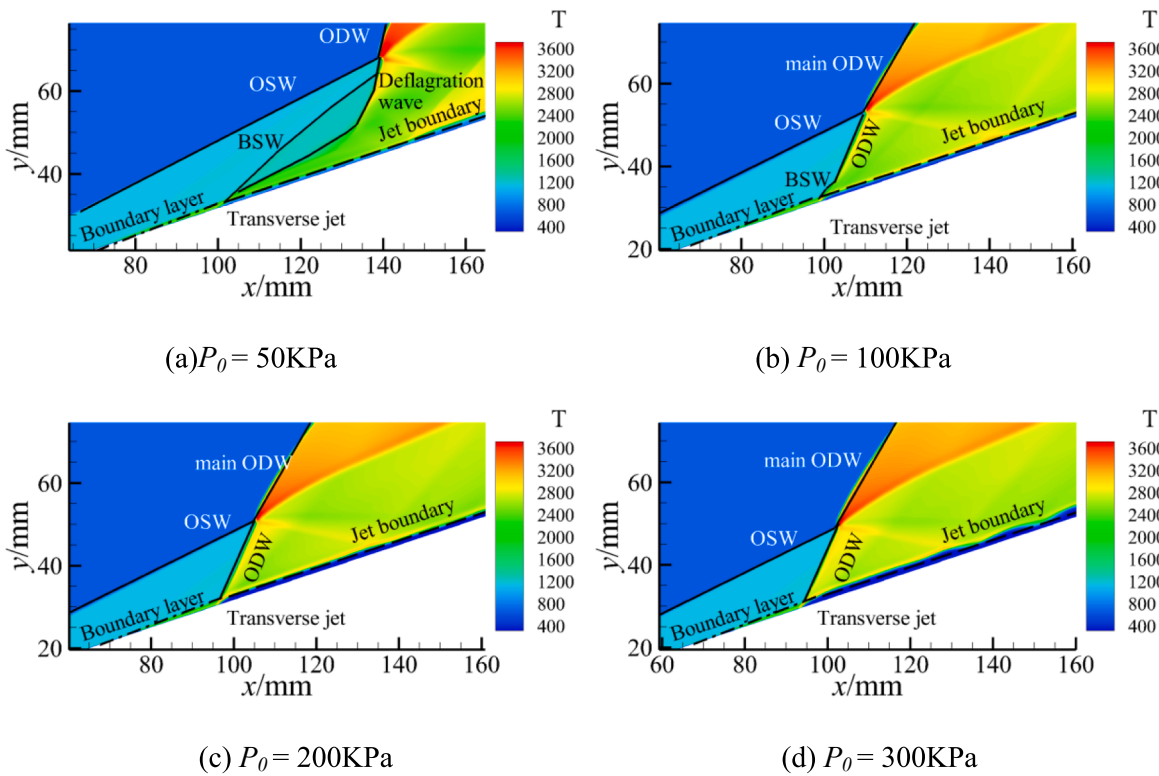 T
ODW
3600
3200
2800
2400
2000
1600
1200
800
400
OSW
Deflagration
wave
BSW
Jet boundary
Boundary layer
Transverse jet
y/mm
60
40
80 100 120 140 160
x/mm
(a)P0 = 50KPa
T
main ODW
3600
3200
2800
2400
2000
1600
1200
800
400
OSW
ODW
Jet boundary
BSW
Boundary layer
Transverse jet
y/mm
60
40
20
80 100 120 140 160
x/mm
(b) P0 = 100KPa
T
main ODW
3600
3200
2800
2400
2000
1600
1200
800
400
OSW
ODW
Jet boundary
Boundary layer
Transverse jet
y/mm
60
40
20
80 100 120 140 160
x/mm
(c) P0 = 200KPa
T
main ODW
3600
3200
2800
2400
2000
1600
1200
800
400
OSW
ODW
Jet boundary
Boundary layer
Transverse jet
y/mm
60
40
20
60 80 100 120 140 160
x/mm
(d) P0 = 300KPa